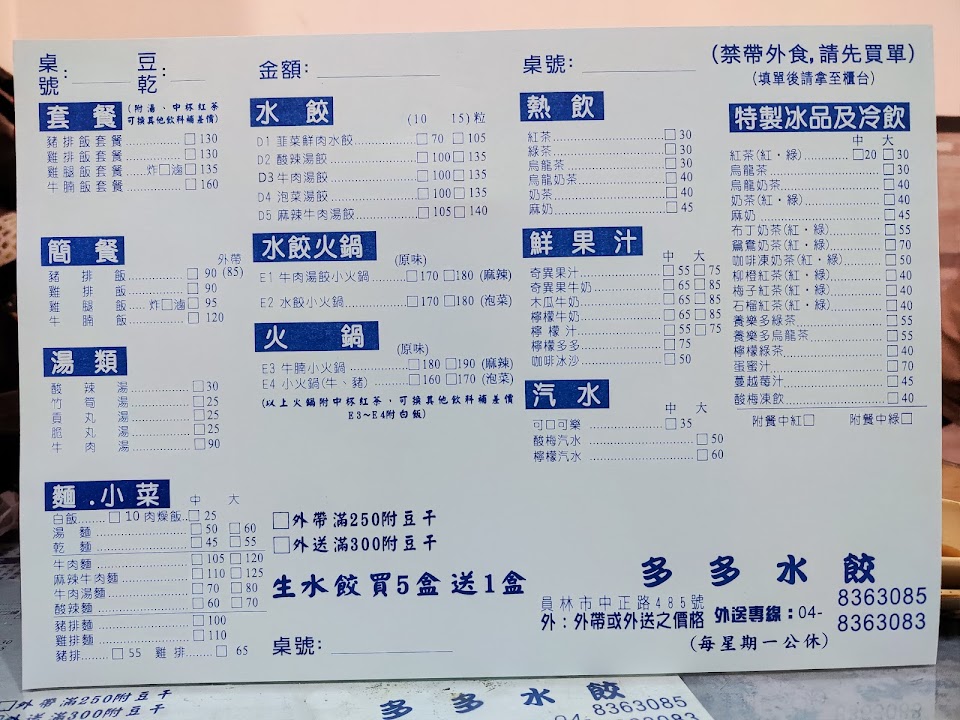 桌號：
豆乾：
金額：
桌號：
(禁帶外食,請先買單)
(填單後請拿至櫃台)
套餐
(附湯、中杯紅茶
可換其他飲料補差價)
豬排飯套餐 □ 130
雞排飯套餐 □ 130
雞腿飯套餐 炸□滷□ 135
牛腩飯套餐 □ 160
簡餐
外帶
豬排飯 □ 90 (85)
雞排飯 □ 90
雞腿飯 炸□滷□ 95
牛腩飯 □ 120
湯類
酸辣湯 □30
竹筍湯 □25
貢丸湯 □25
脆丸湯 □25
牛肉湯 □90
麵.小菜 中 大
白飯........ □ 10 肉燥飯..□ 25
湯麵 □ 50 □ 60
乾麵 □ 45 □ 55
牛肉麵 □ 105 □ 120
麻辣牛肉麵 □ 110 □ 125
牛肉湯麵 □ 70 □ 80
酸辣麵 □ 60 □ 70
豬排麵 □ 100
雞排麵 □ 110
豬排 □ 55 雞排 □ 65
水餃 (10 15)粒
D1 韮菜鮮肉水餃 □ 70 □ 105
D2 酸辣湯餃 □ 100 □ 135
D3 牛肉湯餃 □ 100 □ 135
D4 泡菜湯餃 □ 100 □ 135
D5 麻辣牛肉湯餃 □ 105 □ 140
水餃火鍋 (原味)
E1 牛肉湯餃小火鍋 □170 □180 (麻辣)
E2 水餃小火鍋 □170 □180 (泡菜)
火鍋 (原味)
E3 牛腩小火鍋 □180 □190 (麻辣)
E4 小火鍋(牛、豬) □160 □170 (泡菜)
(以上火鍋附中杯紅茶，可換其他飲料補差價
E3～E4附白飯)
□外帶滿250附豆干
□外送滿300附豆干
生水餃買5盒送1盒
桌號：
熱飲
紅茶 □ 30
綠茶 □ 30
烏龍茶 □ 30
烏龍奶茶 □ 40
奶茶 □ 40
麻奶 □ 45
鮮果汁 中 大
奇異果汁 □ 55 □ 75
奇異果牛奶 □ 65 □ 85
木瓜牛奶 □ 65 □ 85
檸檬牛奶 □ 65 □ 85
檸檬汁 □ 55 □ 75
檸檬多多 □ 75
咖啡冰沙 □ 50
汽水 中 大
可口可樂 □ 35
酸梅汽水 □ 50
檸檬汽水 □ 60
特製冰品及冷飲
中 大
紅茶(紅・綠) □20 □ 30
烏龍茶 □ 30
烏龍奶茶 □ 40
奶茶(紅・綠) □ 40
麻奶 □ 45
布丁奶茶(紅・綠) □ 55
鴛鴦奶茶(紅・綠) □ 70
咖啡凍奶茶(紅・綠) □ 50
柳橙紅茶(紅・綠) □ 40
梅子紅茶(紅・綠) □ 40
石榴紅茶(紅・綠) □ 40
養樂多綠茶 □ 55
養樂多烏龍茶 □ 55
檸檬綠茶 □ 40
蛋蜜汁 □ 70
蔓越莓汁 □ 45
酸梅凍飲 □ 40
附餐中紅□ 附餐中綠□
多多水餃
員林市中正路485號
外：外帶或外送之價格
外送專線：04-
8363085
8363083
(每星期一公休)
外帶滿250附豆干
滿300附豆干
多多水餃
8363085
04-
8363083